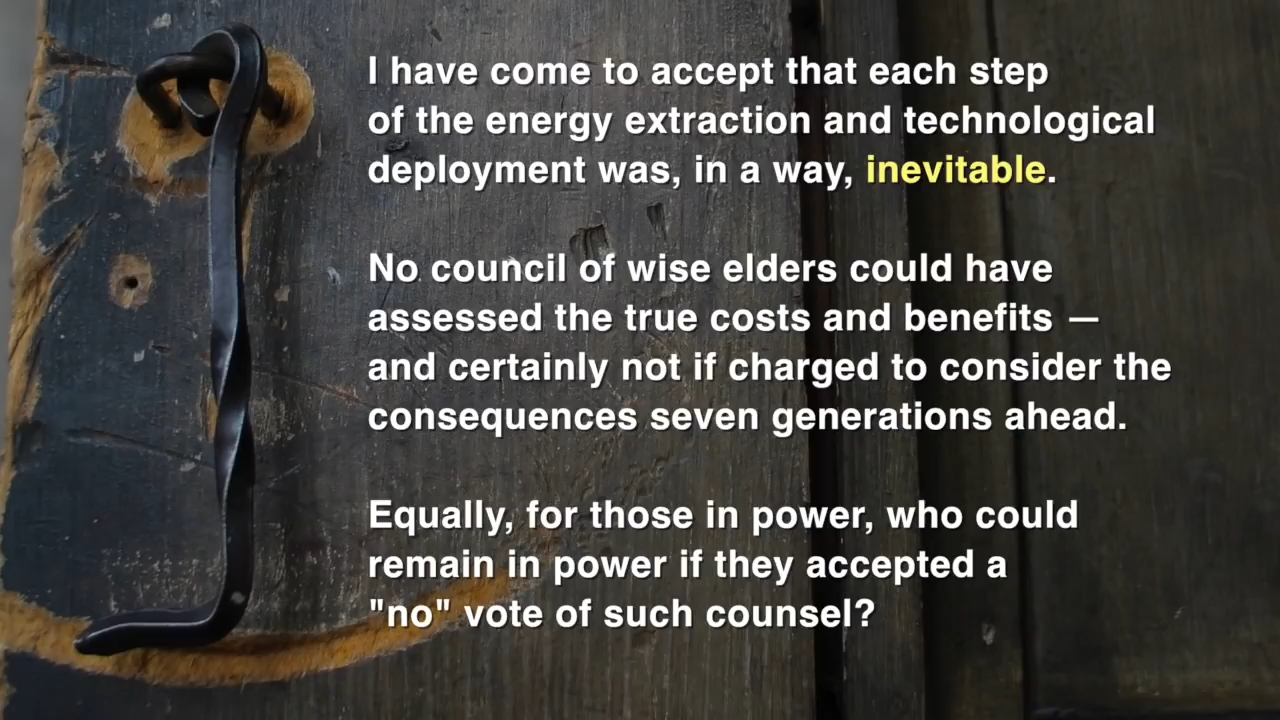 I have come to accept that each step
of the energy extraction and technological
deployment was, in a way, inevitable.
No council of wise elders could have
assessed the true costs and benefits —
and certainly not if charged to consider the
consequences seven generations ahead.
Equally, for those in power, who could
remain in power if they accepted a
"no" vote of such counsel?